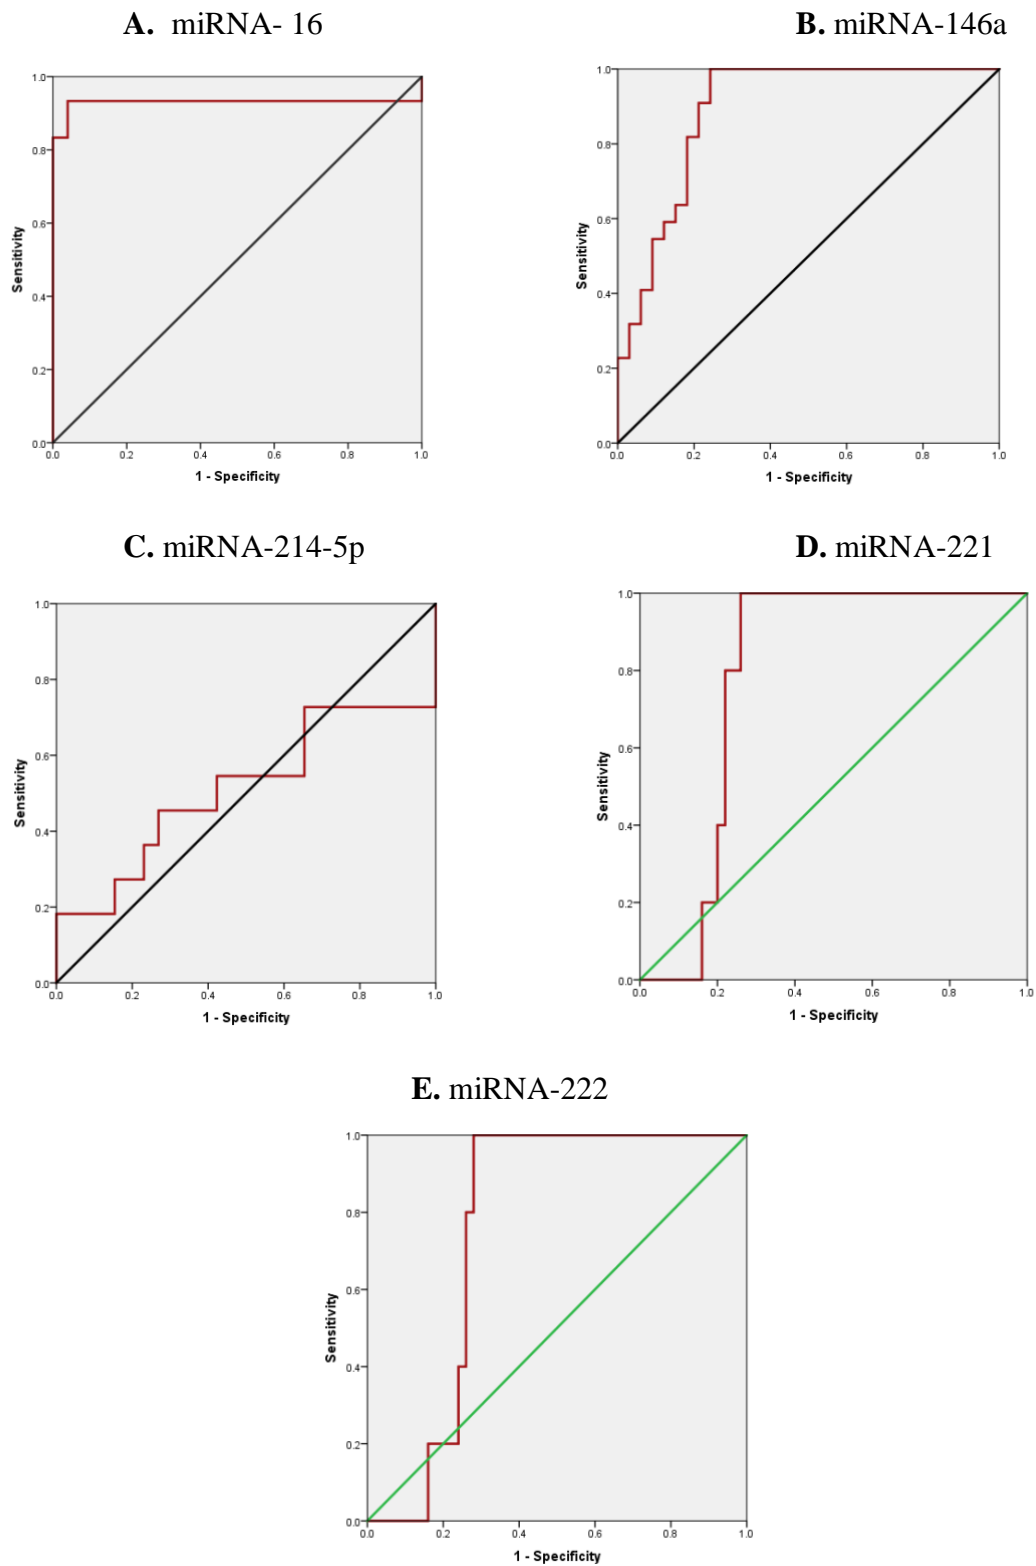 A. miRNA- 16
B. miRNA-146a
1.0
0.8
0.6
0.4
0.2
0.0
Sensitivity
0.0 0.2 0.4 0.6 0.8 1.0
1 - Specificity
1.0
0.8
0.6
0.4
0.2
0.0
Sensitivity
0.0 0.2 0.4 0.6 0.8 1.0
1 - Specificity
C. miRNA-214-5p
D. miRNA-221
1.0
0.8
0.6
0.4
0.2
0.0
Sensitivity
0.0 0.2 0.4 0.6 0.8 1.0
1 - Specificity
1.0
0.8
0.6
0.4
0.2
0.0
Sensitivity
0.0 0.2 0.4 0.6 0.8 1.0
1 - Specificity
E. miRNA-222
1.0
0.8
0.6
0.4
0.2
0.0
Sensitivity
0.0 0.2 0.4 0.6 0.8 1.0
1 - Specificity